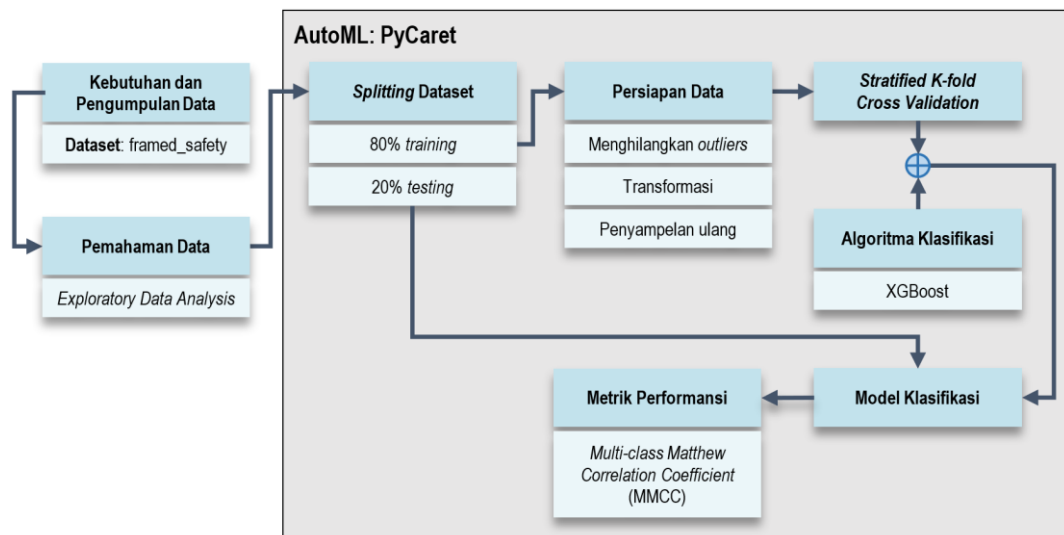 AutoML: PyCaret
Kebutuhan dan
Pengumpulan Data
Dataset: framed_safety
Pemahaman Data
Exploratory Data Analysis
Splitting Dataset
80% training
20% testing
Persiapan Data
Menghilangkan outliers
Transformasi
Penyampelan ulang
Stratified K-fold
Cross Validation
Algoritma Klasifikasi
XGBoost
Model Klasifikasi
Metrik Performansi
Multi-class Matthew
Correlation Coefficient
(MMCC)